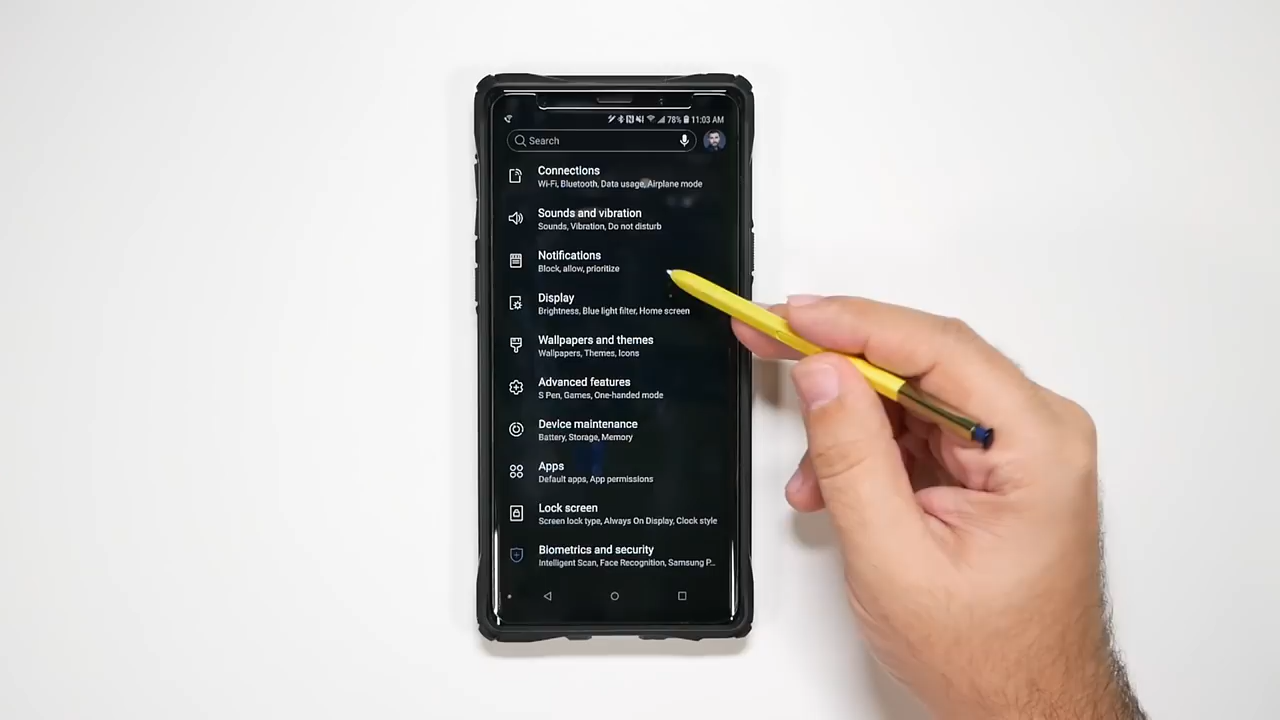 78% 11:03 AM
Search
Connections
Wi-Fi, Bluetooth, Data usage, Airplane mode
Sounds and vibration
Sounds, Vibration, Do not disturb
Notifications
Block, allow, prioritize
Display
Brightness, Blue light filter, Home screen
Wallpapers and themes
Wallpapers, Themes, Icons
Advanced features
S Pen, Games, One-handed mode
Device maintenance
Battery, Storage, Memory
Apps
Default apps, App permissions
Lock screen
Screen lock type, Always On Display, Clock style
Biometrics and security
Intelligent Scan, Face Recognition, Samsung P...